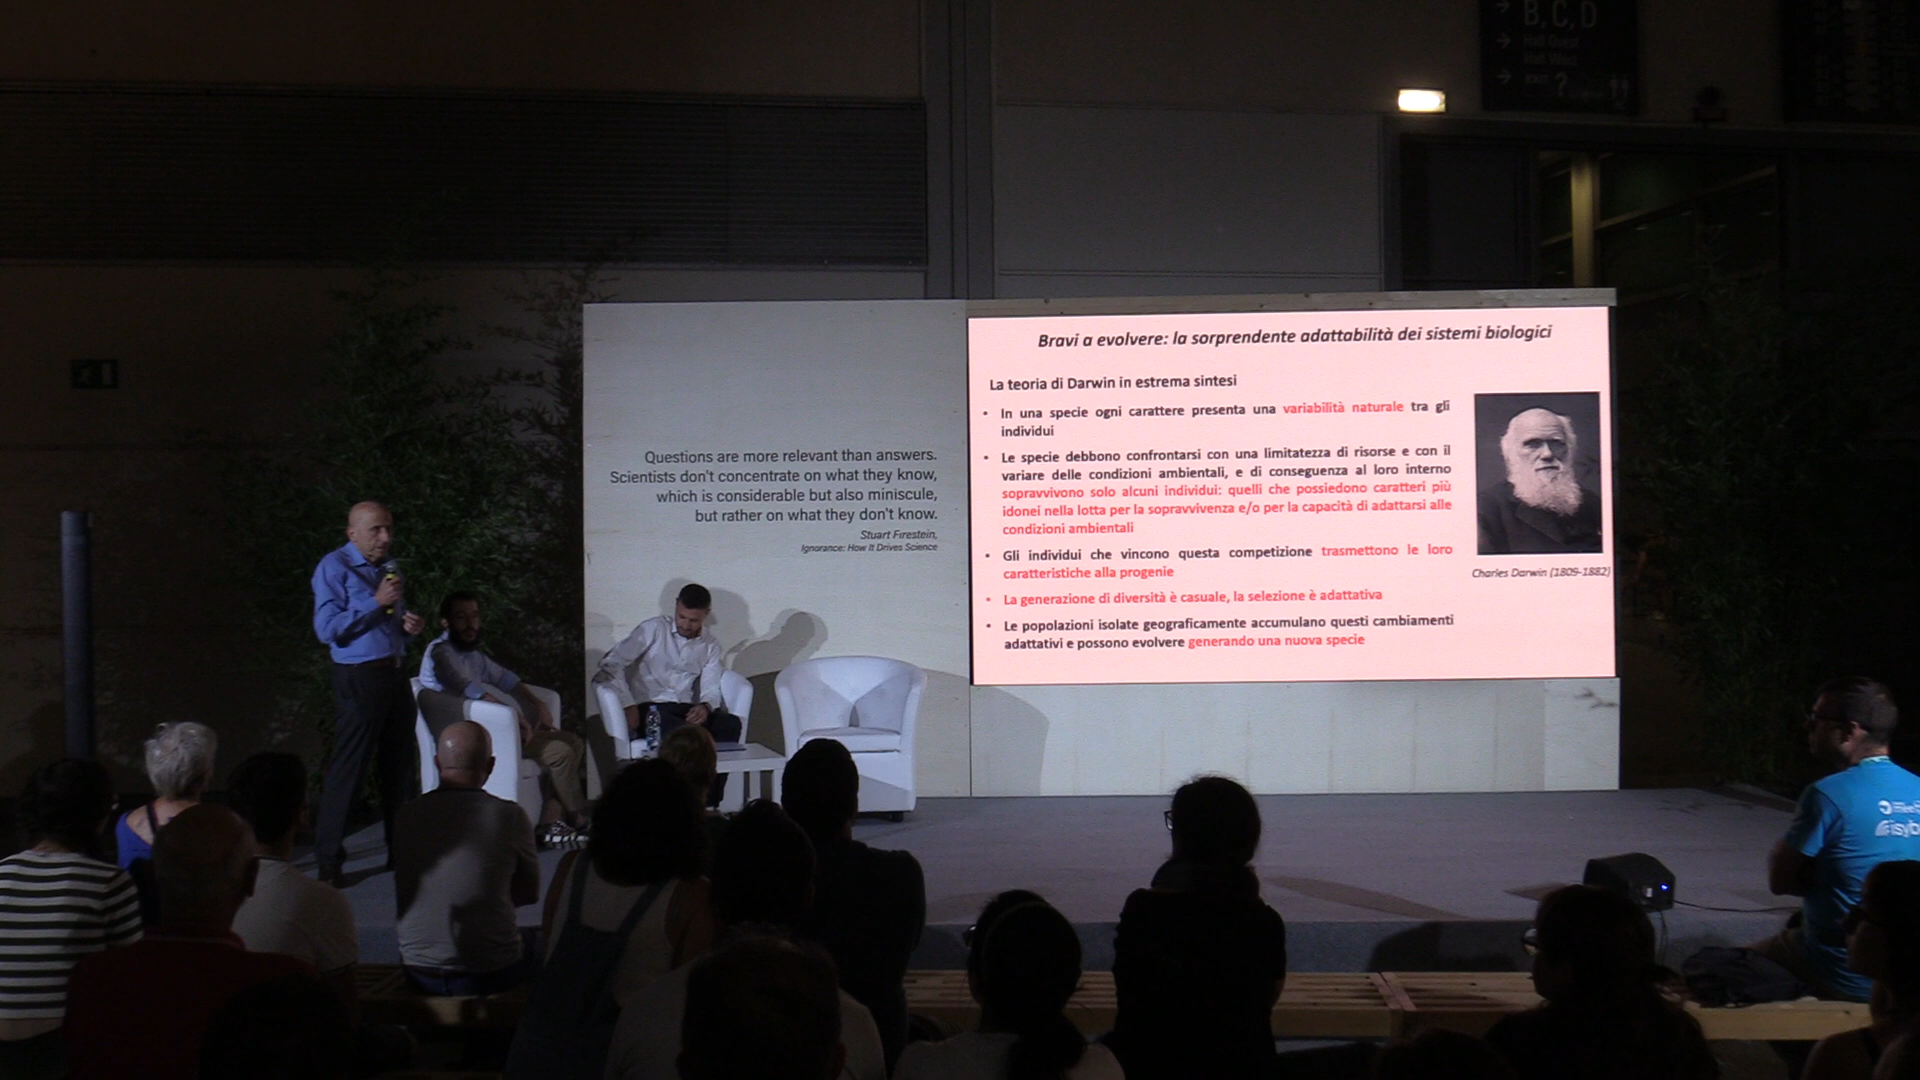 B, C, D
Questions are more relevant than answers.
Scientists don't concentrate on what they know,
which is considerable but also miniscule,
but rather on what they don't know.
Stuart Firestein,
Ignorance: How It Drives Science
Bravi a evolvere: la sorprendente adattabilità dei sistemi biologici
La teoria di Darwin in estrema sintesi
• In una specie ogni carattere presenta una variabilità naturale tra gli
individui
• Le specie debbono confrontarsi con una limitatezza di risorse e con il
variare delle condizioni ambientali, e di conseguenza al loro interno
sopravvivono solo alcuni individui: quelli che possiedono caratteri più
idonei nella lotta per la sopravvivenza e/o per la capacità di adattarsi alle
condizioni ambientali
• Gli individui che vincono questa competizione trasmettono le loro
caratteristiche alla progenie
• La generazione di diversità è casuale, la selezione è adattativa
• Le popolazioni isolate geograficamente accumulano questi cambiamenti
adattativi e possono evolvere generando una nuova specie
Charles Darwin (1809-1882)